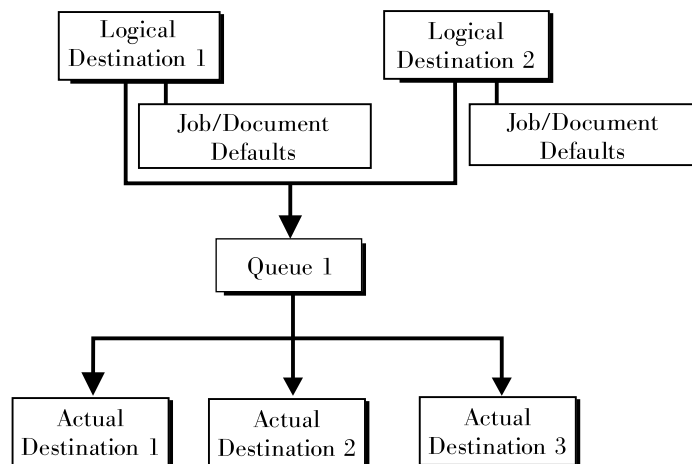 Logical
Destination 1
Logical
Destination 2
Job/Document
Defaults
Job/Document
Defaults
Queue 1
Actual
Destination 1
Actual
Destination 2
Actual
Destination 3